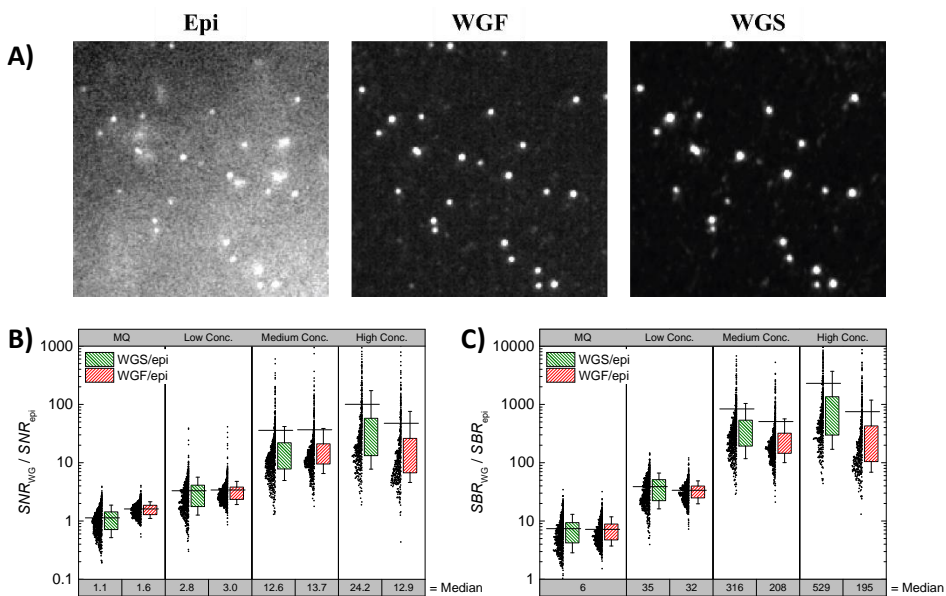 Epi WGF WGS
A)
B)
MQ Low Conc. Medium Conc. High Conc.
1000
100
10
1
0.1
WGS/epi
WGF/epi
SNR_WG / SNR_epi
1.1 1.6 2.8 3.0 12.6 13.7 24.2 12.9 = Median
C)
MQ Low Conc. Medium Conc. High Conc.
10000
1000
100
10
1
WGS/epi
WGF/epi
SBR_WG / SBR_epi
6 35 32 316 208 529 195 = Median